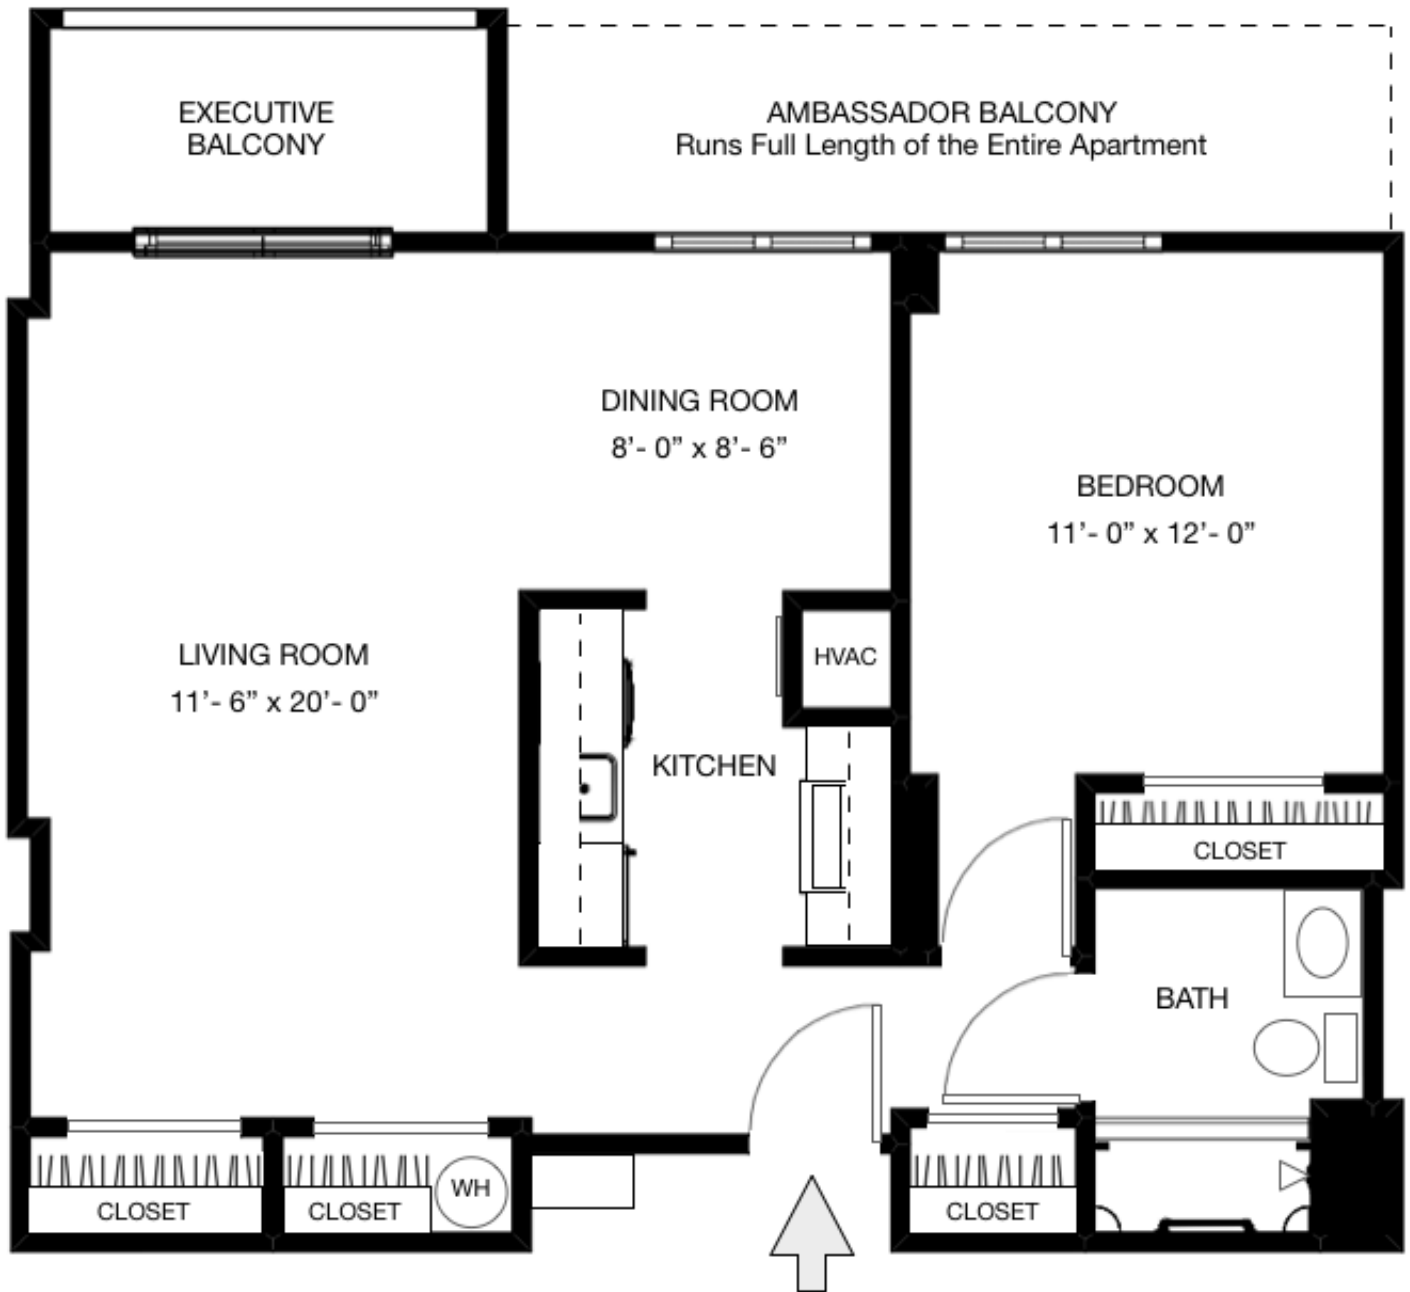 EXECUTIVE
BALCONY
AMBASSADOR BALCONY
Runs Full Length of the Entire Apartment
DINING ROOM
8’- 0” x 8’- 6”
BEDROOM
11’- 0” x 12’- 0”
LIVING ROOM
11’- 6” x 20’- 0”
HVAC
KITCHEN
CLOSET
BATH
CLOSET
CLOSET
WH
CLOSET